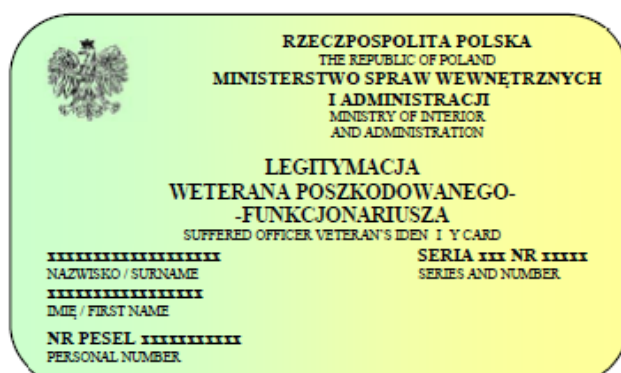 RZECZPOSPOLITA POLSKA
THE REPUBLIC OF POLAND
MINISTERSTWO SPRAW WEWNĘTRZNYCH
I ADMINISTRACJI
MINISTRY OF INTERIOR
AND ADMINISTRATION
LEGITYMACJA
WETERANA POSZKODOWANEGO-
-FUNKCJONARIUSZA
SUFFERED OFFICER VETERAN'S IDEN I Y CARD
xxxxxxxxxxxxxxxxxxx SERIA xxx NR xxxxx
NAZWISKO / SURNAME SERIES AND NUMBER
xxxxxxxxxxxxxxxxx
IMIĘ / FIRST NAME
NR PESEL xxxxxxxxxxx
PERSONAL NUMBER